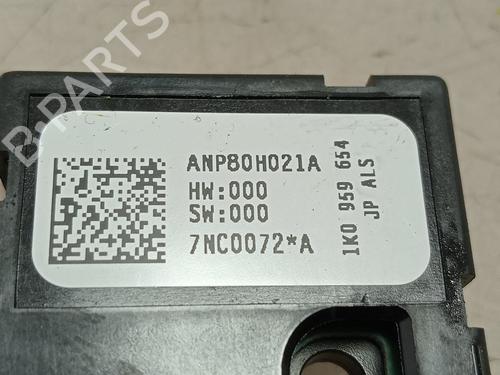 B-PARTS
ANP80H021A
HW:000
SW:000
7NC0072*A
1K0 959 654
JP ALS